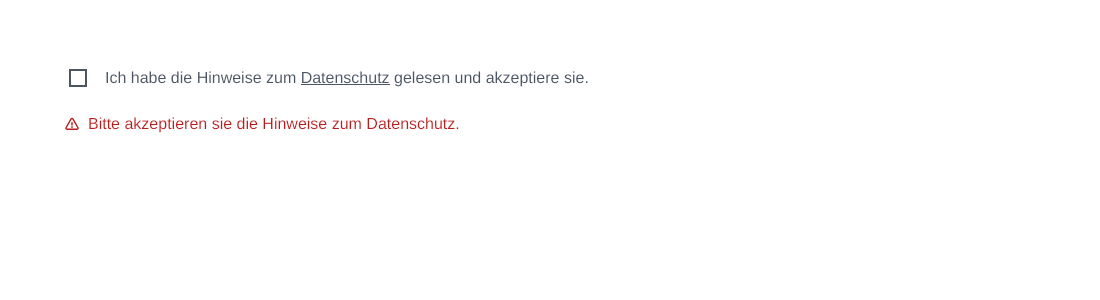 Ich habe die Hinweise zum Datenschutz gelesen und akzeptiere sie.
Bitte akzeptieren sie die Hinweise zum Datenschutz.